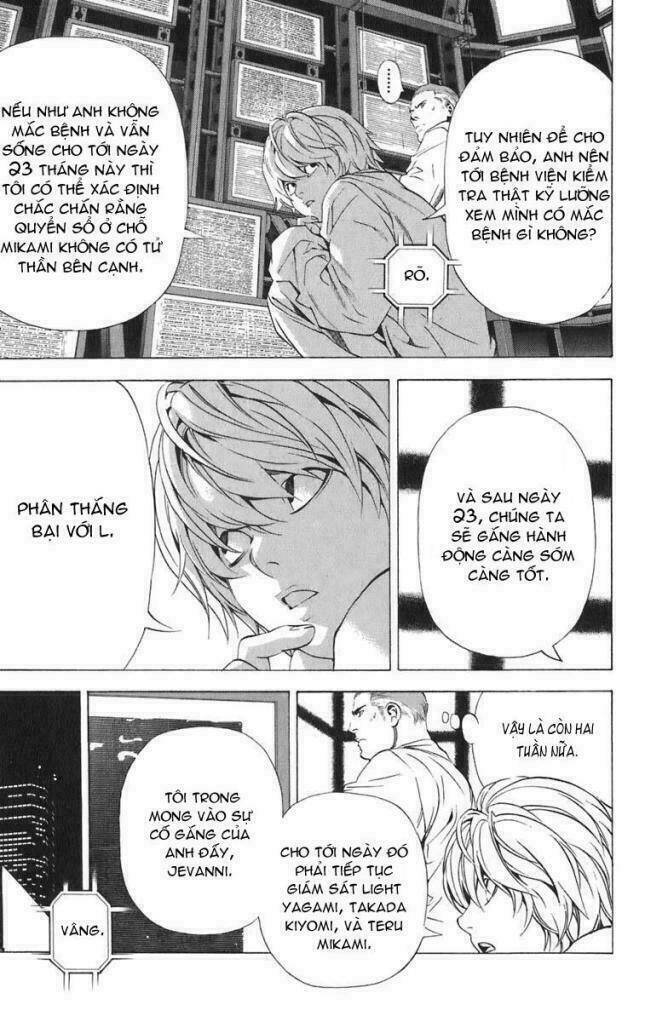 ......
TUY NHIÊN ĐỂ CHO
ĐẢM BẢO, ANH NÊN
TỚI BỆNH VIỆN KIỂM
TRA THẬT KỸ LƯỠNG
XEM MÌNH CÓ MẮC
BỆNH GÌ KHÔNG?
RÕ.
NẾU NHƯ ANH KHÔNG
MẮC BỆNH VÀ VẪN
SỐNG CHO TỚI NGÀY
23 THÁNG NÀY THÌ
TÔI CÓ THỂ XÁC ĐỊNH
CHẮC CHẮN RẰNG
QUYỂN SỔ Ở CHỖ
MIKAMI KHÔNG CÓ TỬ
THẦN BÊN CẠNH.
VÀ SAU NGÀY
23, CHÚNG TA
SẼ GẮNG HÀNH
ĐỘNG CÀNG SỚM
CÀNG TỐT.
PHÂN THẮNG
BẠI VỚI L.
VẬY LÀ CÒN HAI
TUẦN NỮA.
CHO TỚI NGÀY ĐÓ
PHẢI TIẾP TỤC
GIÁM SÁT LIGHT
YAGAMI, TAKADA
KIYOMI, VÀ TERU
MIKAMI.
TÔI TRONG
MONG VÀO SỰ
CỐ GẮNG CỦA
ANH ĐẤY,
JEVANNI.
VÂNG.